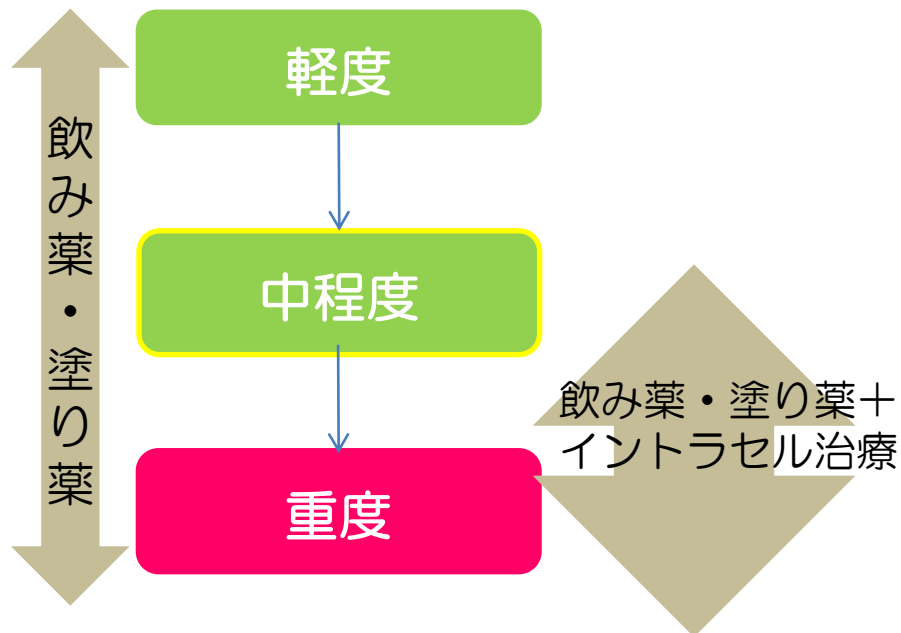 飲み薬・塗り薬
軽度
中程度
重度
飲み薬・塗り薬＋
イントラセル治療